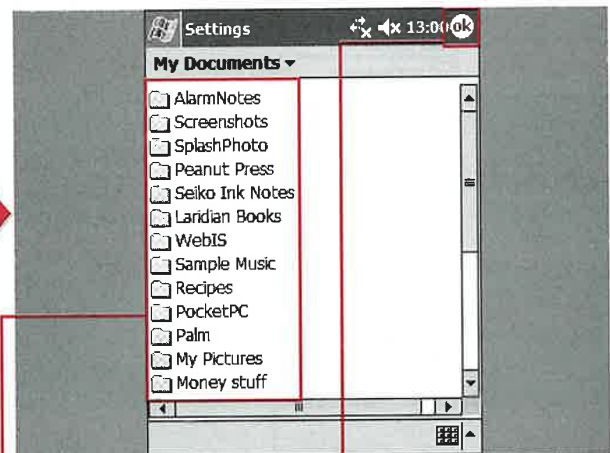 Settings 13:00 ok
My Documents
AlarmNotes
Screenshots
SplashPhoto
Peanut Press
Seiko Ink Notes
Laridian Books
WebIS
Sample Music
Recipes
PocketPC
Palm
My Pictures
Money stuff